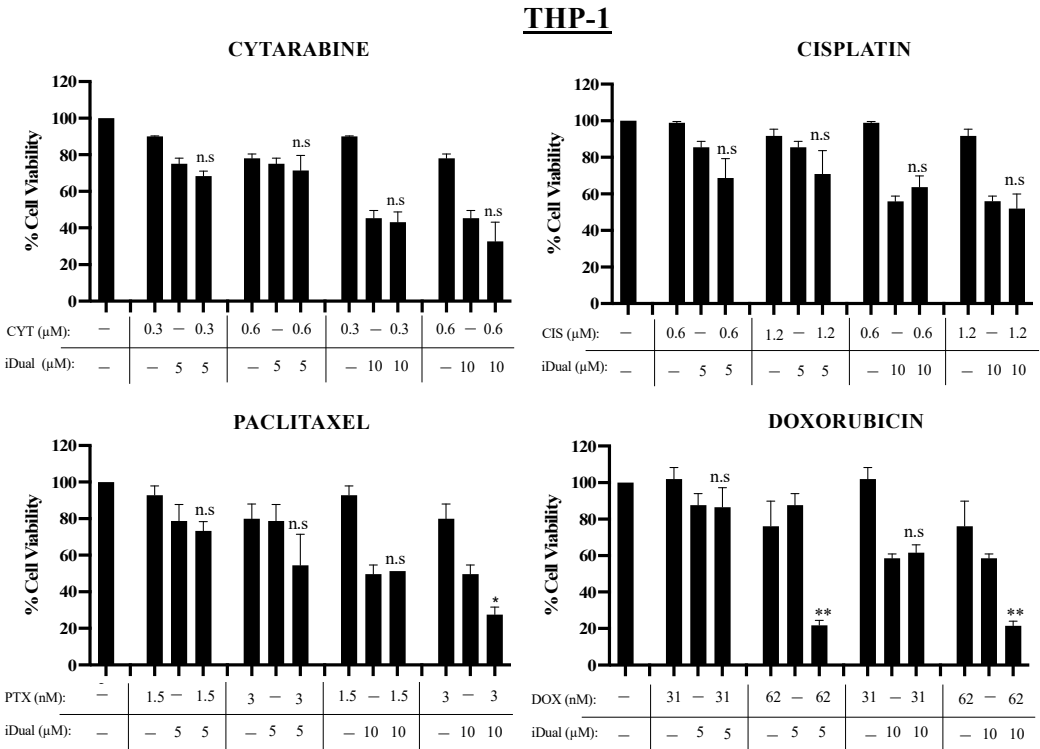 THP-1
CYTARABINE
120
100
80
60
40
20
0
% Cell Viability
n.s
n.s
n.s
n.s
CYT (μM): – 0.3 – 0.3 0.6 – 0.6 0.3 – 0.3 0.6 – 0.6
iDual (μM): – – 5 5 – 5 5 – 10 10 – 10 10
CISPLATIN
120
100
80
60
40
20
0
% Cell Viability
n.s
n.s
n.s
n.s
CIS (μM): – 0.6 – 0.6 1.2 – 1.2 0.6 – 0.6 1.2 – 1.2
iDual (μM): – – 5 5 – 5 5 – 10 10 – 10 10
PACLITAXEL
120
100
80
60
40
20
0
% Cell Viability
n.s
n.s
n.s
*
PTX (nM): – 1.5 – 1.5 3 – 3 1.5 – 1.5 3 – 3
iDual (μM): – – 5 5 – 5 5 – 10 10 – 10 10
DOXORUBICIN
120
100
80
60
40
20
0
% Cell Viability
n.s
**
n.s
**
DOX (nM): – 31 – 31 62 – 62 31 – 31 62 – 62
iDual (μM): – – 5 5 – 5 5 – 10 10 – 10 10